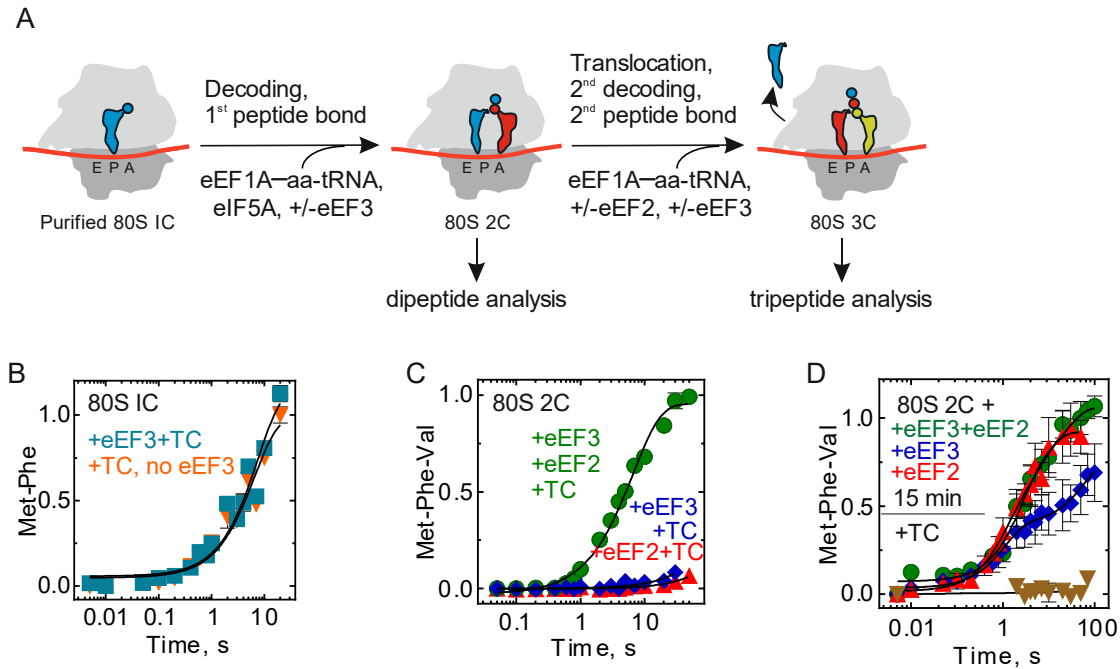 A
Decoding,
1st peptide bond
Translocation,
2nd decoding,
2nd peptide bond
E P A
E P A
E P A
eEF1A–aa-tRNA,
eIF5A, +/-eEF3
eEF1A–aa-tRNA,
+/-eEF2, +/-eEF3
Purified 80S IC
80S 2C
80S 3C
dipeptide analysis
tripeptide analysis
B
80S IC
+eEF3+TC
+TC, no eEF3
Met-Phe
1.0
0.5
0.0
0.01
0.1
1
10
Time, s
C
80S 2C
+eEF3
+eEF2
+TC
+eEF3
+TC
+eEF2+TC
Met-Phe-Val
1.0
0.5
0.0
0.1
1
10
100
Time, s
D
80S 2C +
+eEF3+eEF2
+eEF3
+eEF2
15 min
+TC
Met-Phe-Val
1.0
0.5
0.0
0.01
1
100
Time, s